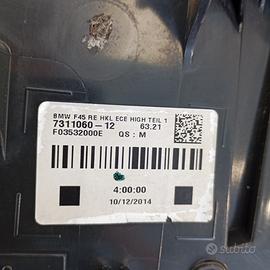 BMW F45 RE HKL ECE HIGH TEIL 1
7311060-12 63.21
F03532000E QS : M
4:00:00
10/12/2014
subito